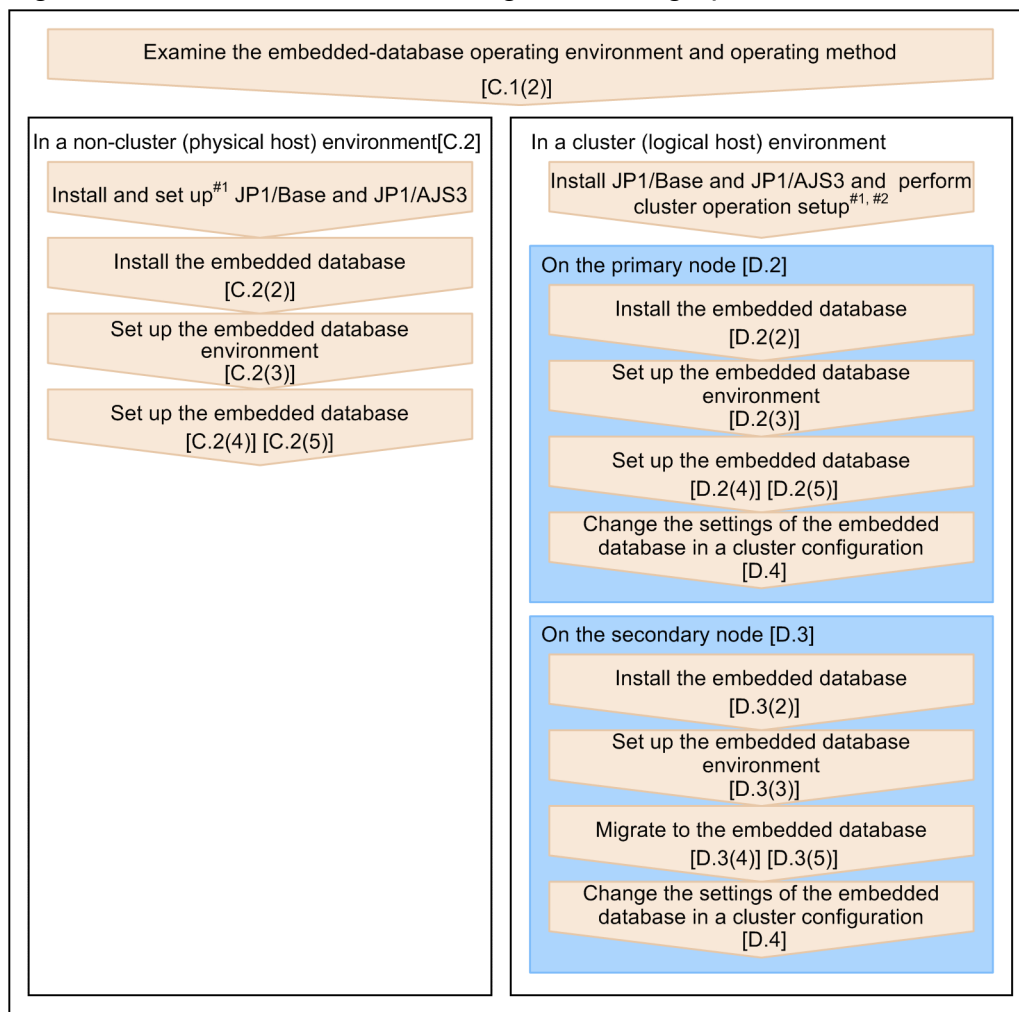 Examine the embedded-database operating environment and operating method
[C.1(2)]
In a non-cluster (physical host) environment[C.2]
Install and set up#1 JP1/Base and JP1/AJS3
Install the embedded database
[C.2(2)]
Set up the embedded database
environment
[C.2(3)]
Set up the embedded database
[C.2(4)] [C.2(5)]
In a cluster (logical host) environment
Install JP1/Base and JP1/AJS3 and perform
cluster operation setup#1, #2
On the primary node [D.2]
Install the embedded database
[D.2(2)]
Set up the embedded database
environment
[D.2(3)]
Set up the embedded database
[D.2(4)] [D.2(5)]
Change the settings of the embedded
database in a cluster configuration
[D.4]
On the secondary node [D.3]
Install the embedded database
[D.3(2)]
Set up the embedded database
environment
[D.3(3)]
Migrate to the embedded database
[D.3(4)] [D.3(5)]
Change the settings of the embedded
database in a cluster configuration
[D.4]